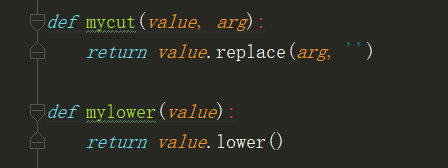 def mycut(value, arg):
    return value.replace(arg, '')
def mylower(value):
    return value.lower()